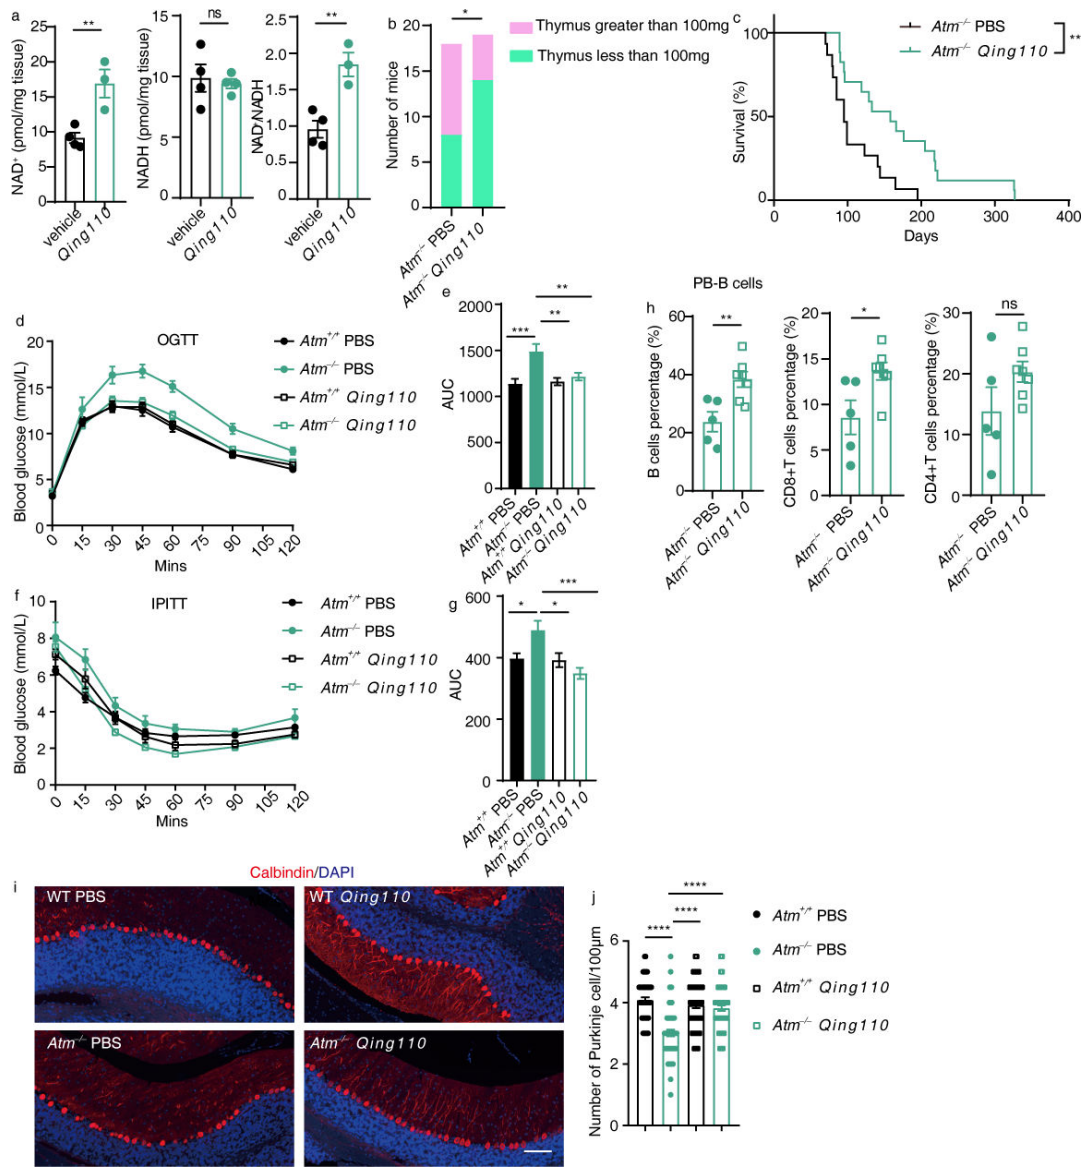 a
NAD⁺ (pmol/mg tissue)
25
20
15
10
5
0
**
vehicle
Qing110
NADH (pmol/mg tissue)
15
10
5
0
ns
vehicle
Qing110
NAD⁺/NADH
2.5
2.0
1.5
1.0
0.5
0
**
vehicle
Qing110
b
Number of mice
20
15
10
5
0
*
Thymus greater than 100mg
Thymus less than 100mg
Atm⁻/⁻ PBS
Atm⁻/⁻ Qing110
c
Atm⁻/⁻ PBS
Atm⁻/⁻ Qing110
**
Survival (%)
100
50
0
100
200
300
400
Days
d
OGTT
Blood glucose (mmol/L)
20
15
10
5
0
0
15
30
45
60
75
90
105
120
Mins
Atm⁺/⁺ PBS
Atm⁻/⁻ PBS
Atm⁺/⁺ Qing110
Atm⁻/⁻ Qing110
e
AUC
2000
1500
1000
500
0
***
**
**
Atm⁺/⁺ PBS
Atm⁻/⁻ PBS
Atm⁺/⁺ Qing110
Atm⁻/⁻ Qing110
h
PB-B cells
B cells percentage (%)
60
40
20
0
**
Atm⁻/⁻ PBS
Atm⁻/⁻ Qing110
CD8+T cells percentage (%)
20
15
10
5
0
*
Atm⁻/⁻ PBS
Atm⁻/⁻ Qing110
CD4+T cells percentage (%)
30
20
10
0
ns
Atm⁻/⁻ PBS
Atm⁻/⁻ Qing110
f
IPITT
Blood glucose (mmol/L)
10
8
6
4
2
0
0
15
30
45
60
75
90
105
120
Mins
Atm⁺/⁺ PBS
Atm⁻/⁻ PBS
Atm⁺/⁺ Qing110
Atm⁻/⁻ Qing110
g
AUC
600
400
200
0
*
*
***
Atm⁺/⁺ PBS
Atm⁻/⁻ PBS
Atm⁺/⁺ Qing110
Atm⁻/⁻ Qing110
i
Calbindin/DAPI
WT PBS
WT Qing110
Atm⁻/⁻ PBS
Atm⁻/⁻ Qing110
j
Number of Purkinje cell/100μm
6
4
2
0
****
****
****
Atm⁺/⁺ PBS
Atm⁻/⁻ PBS
Atm⁺/⁺ Qing110
Atm⁻/⁻ Qing110